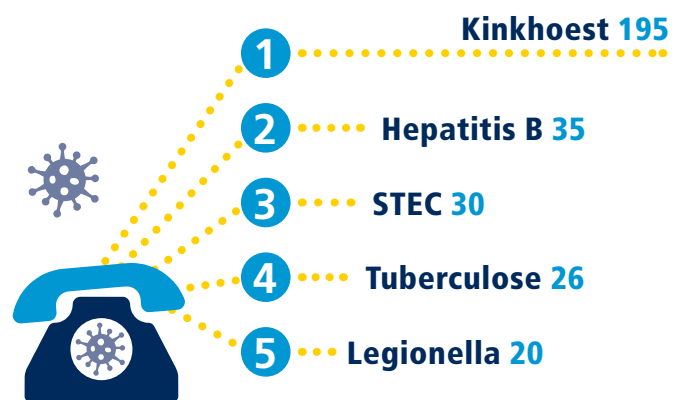 1 Kinkhoest 195
2 Hepatitis B 35
3 STEC 30
4 Tuberculose 26
5 Legionella 20